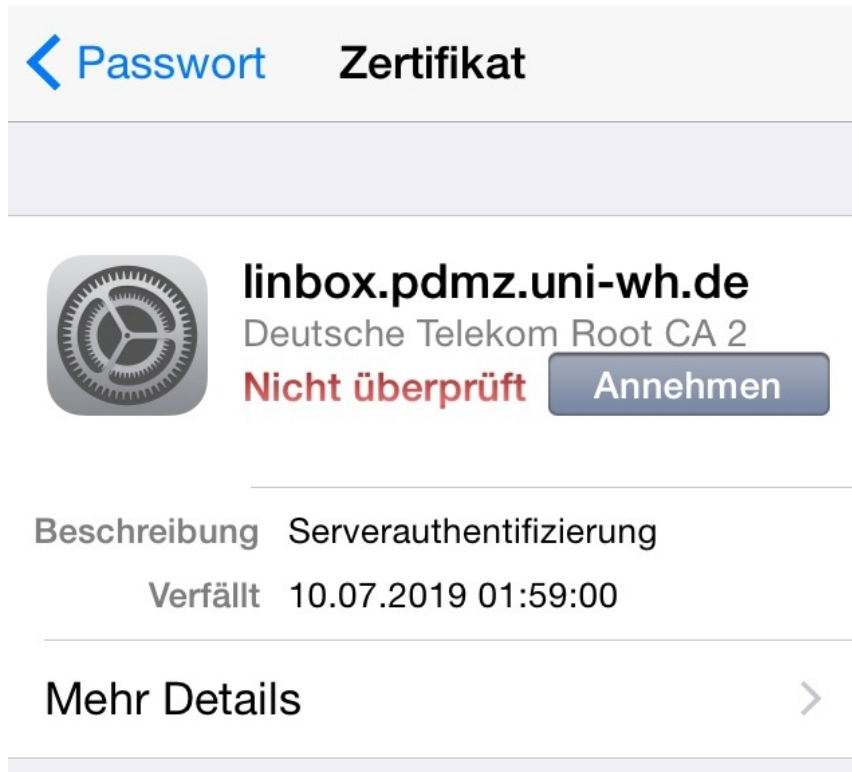 Passwort Zertifikat
linbox.pdmz.uni-wh.de
Deutsche Telekom Root CA 2
Nicht überprüft Annehmen
Beschreibung Serverauthentifizierung
Verfällt 10.07.2019 01:59:00
Mehr Details